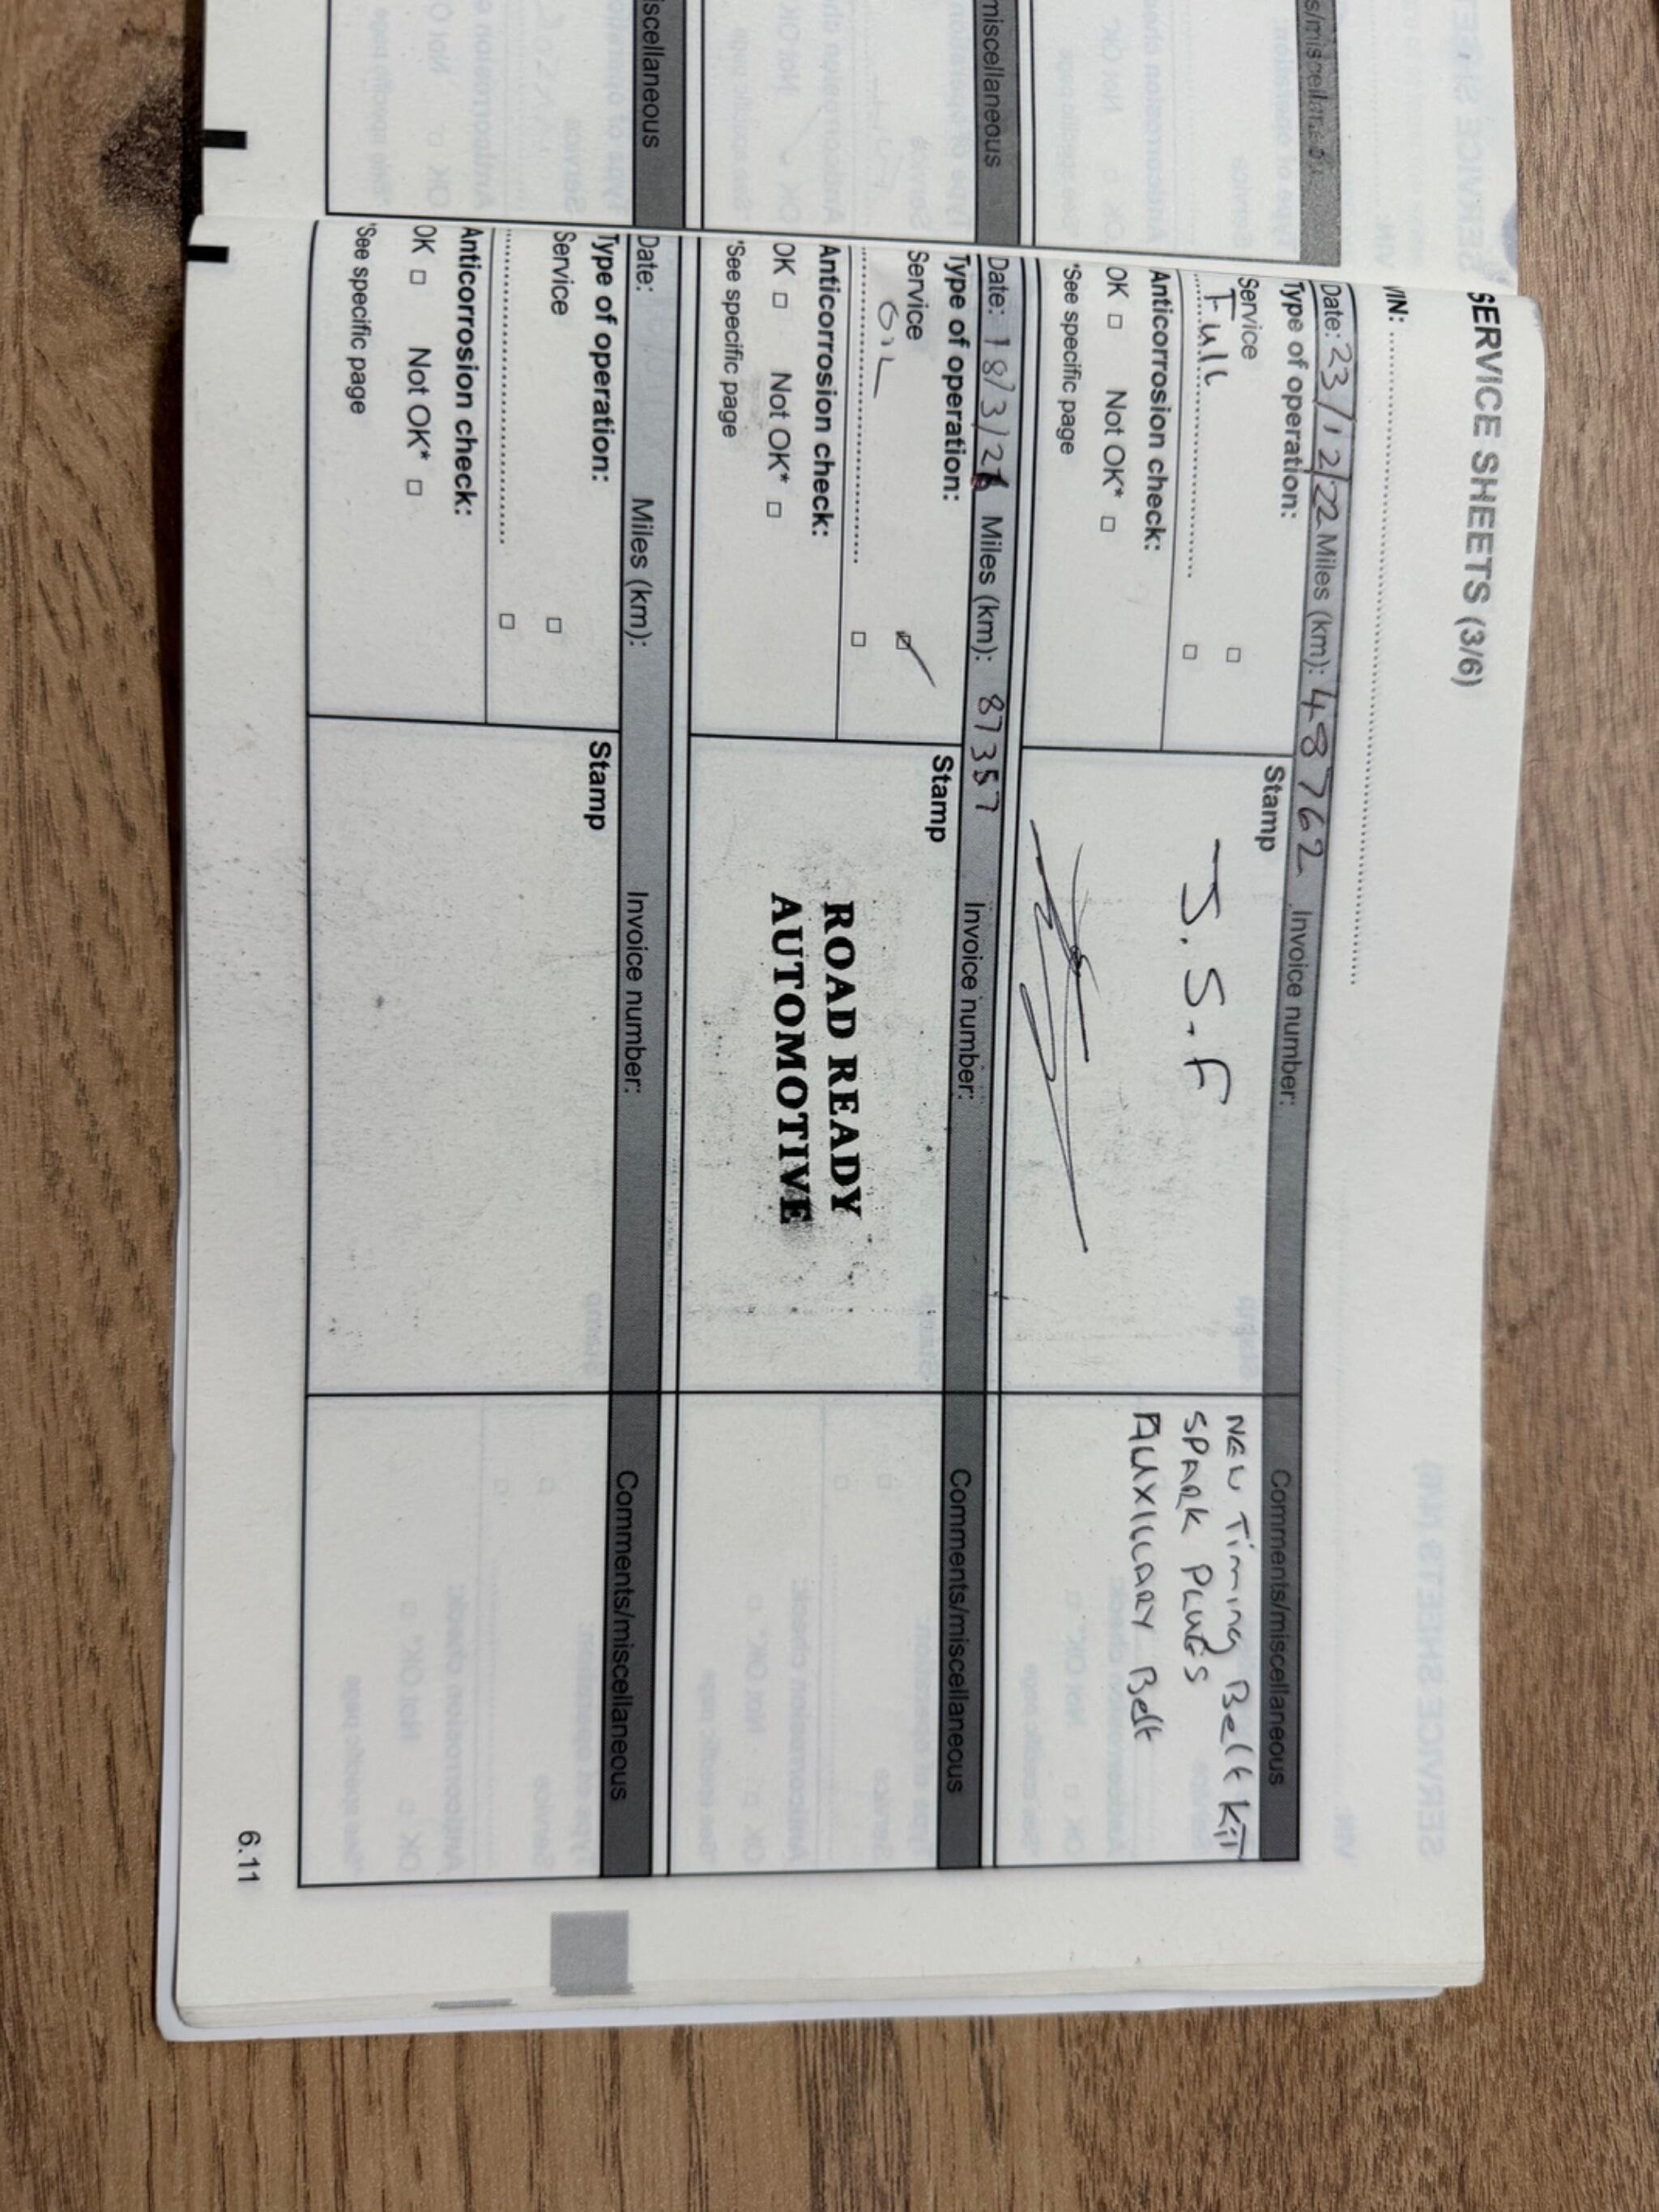 SERVICE SHEETS (3/6)
VIN: ..........
Date: 23/12/22 Miles (km): 48762 Invoice number: Comments/miscellaneous
Type of operation:
Service □
Full □
Anticorrosion check:
OK □ Not OK* □
*See specific page
Stamp
J.S.F
NEW Timing Belt Kit
SPARK PLUGS
AUXILLARY Belt
miscellaneous
Date: 18/3/26 Miles (km): 87357 Invoice number: Comments/miscellaneous
Type of operation:
Service ☑
OIL □
Anticorrosion check:
OK □ Not OK* □
*See specific page
Stamp
ROAD READY
AUTOMOTIVE
miscellaneous
Date: Miles (km): Invoice number: Comments/miscellaneous
Type of operation:
Service □
.......... □
Anticorrosion check:
OK □ Not OK* □
*See specific page
Stamp
6.11